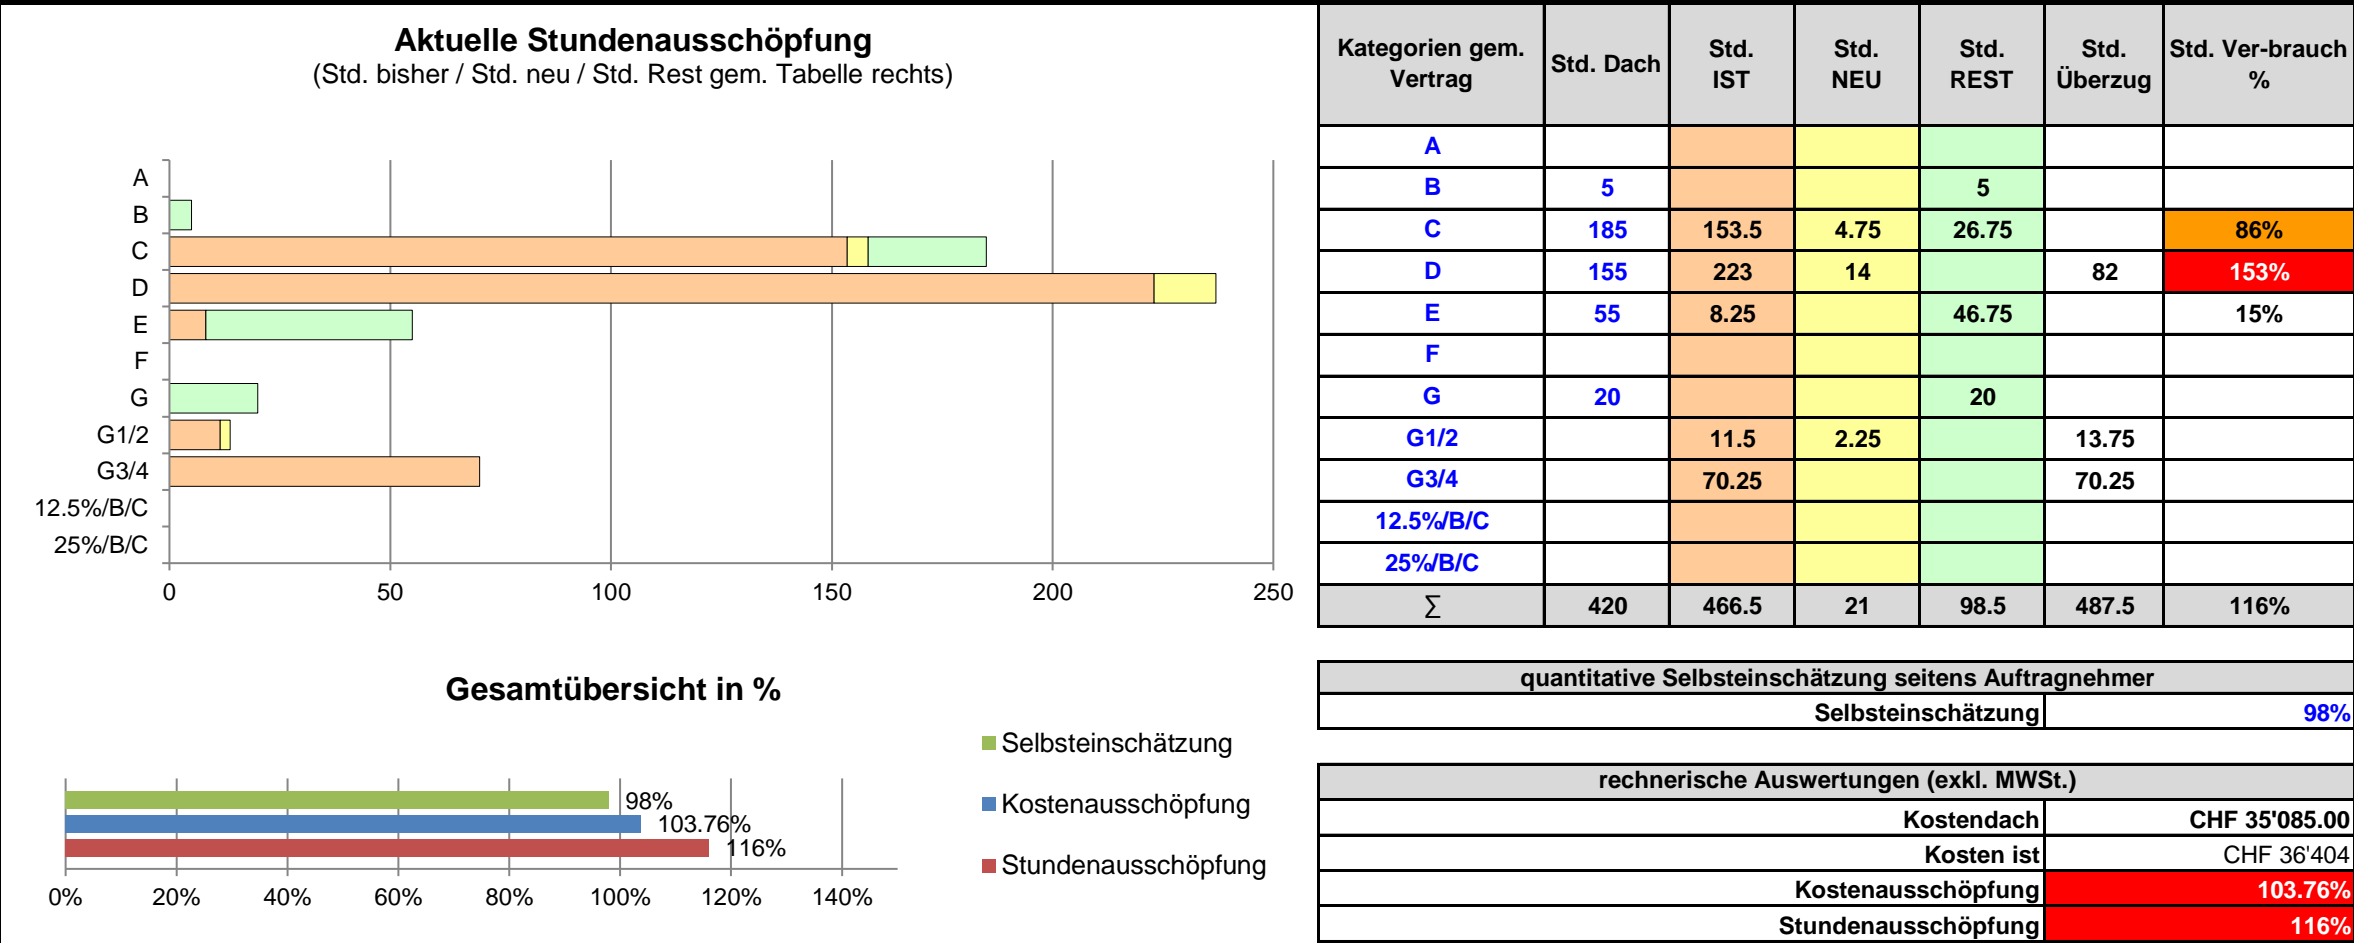 Aktuelle Stundenausschöpfung
(Std. bisher / Std. neu / Std. Rest gem. Tabelle rechts)
A
B
C
D
E
F
G
G1/2
G3/4
12.5%/B/C
25%/B/C
0 50 100 150 200 250
Gesamtübersicht in %
98%
103.76%
116%
0% 20% 40% 60% 80% 100% 120% 140%
Selbsteinschätzung
Kostenausschöpfung
Stundenausschöpfung
Kategorien gem. Vertrag Std. Dach Std. IST Std. NEU Std. REST Std. Überzug Std. Ver-brauch %
A
B 5 5
C 185 153.5 4.75 26.75 86%
D 155 223 14 82 153%
E 55 8.25 46.75 15%
F
G 20 20
G1/2 11.5 2.25 13.75
G3/4 70.25 70.25
12.5%/B/C
25%/B/C
∑ 420 466.5 21 98.5 487.5 116%
quantitative Selbsteinschätzung seitens Auftragnehmer
Selbsteinschätzung 98%
rechnerische Auswertungen (exkl. MWSt.)
Kostendach CHF 35'085.00
Kosten ist CHF 36'404
Kostenausschöpfung 103.76%
Stundenausschöpfung 116%